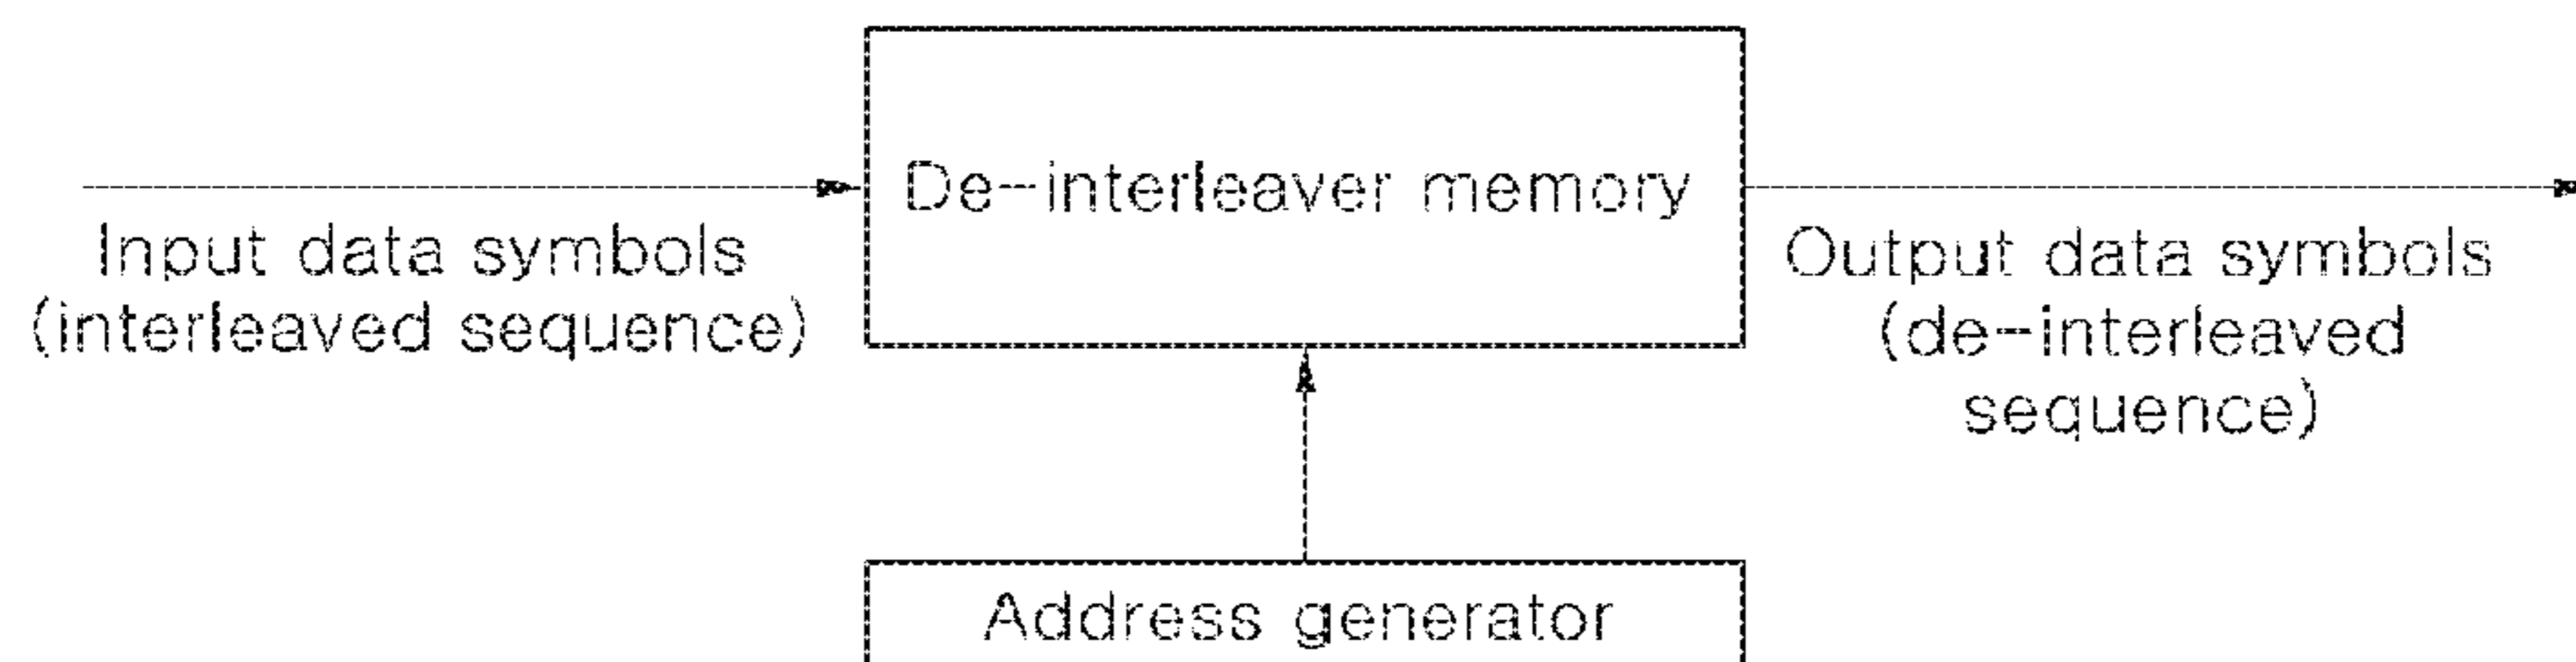 De-interleaver memory
Input data symbols
(interleaved sequence)
Output data symbols
(de-interleaved
sequence)
Address generator